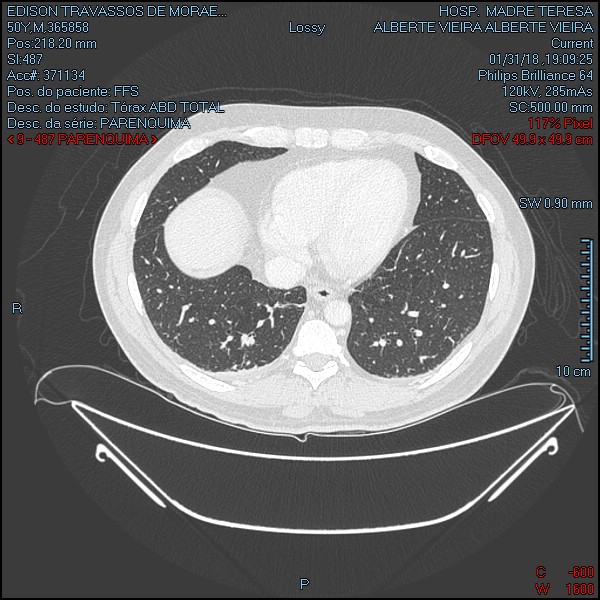 EDISON TRAVASSOS DE MORAE...
50Y,M,365858
Pos:218.20 mm
Sl:487
Acc#: 371134
Pos. do paciente: FFS
Desc. do estudo: Tórax ABD TOTAL
Desc. da série: PARENQUIMA
< 9 - 487 PARENQUIMA >
Lossy
HOSP. MADRE TERESA
ALBERTE VIEIRA ALBERTE VIEIRA
Current
01/31/18 ,19:09:25
Philips Brilliance 64
120kV, 285mAs
SC:500.00 mm
117% Pixel
DFOV 49.9 x 49.9 cm
SW 0.90 mm
R
10 cm
P
C -600
W 1600